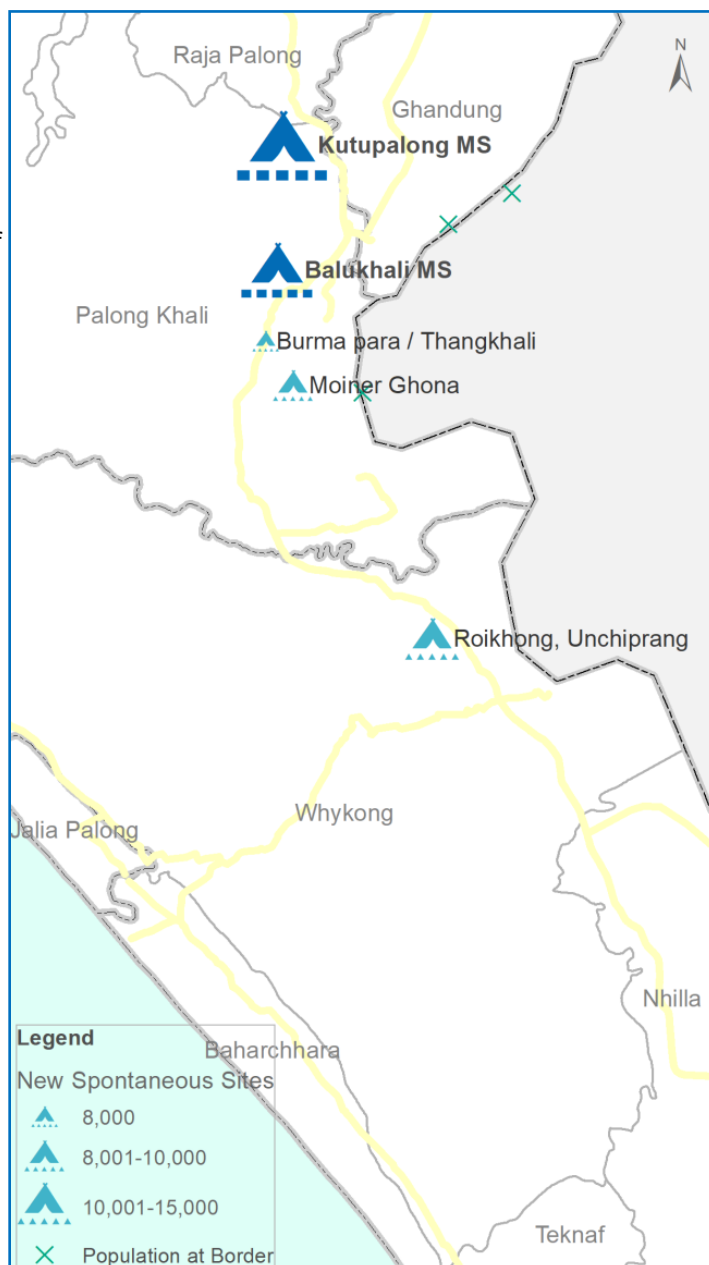 N
Raja Palong
Ghandung
Kutupalong MS
Balukhali MS
Palong Khali
Burma para / Thangkhali
Moiner Ghona
Roikhong, Unchiprang
Whykong
Jalia Palong
Nhilla
Baharchhara
Legend
New Spontaneous Sites
8,000
8,001-10,000
10,001-15,000
Population at Border
Teknaf